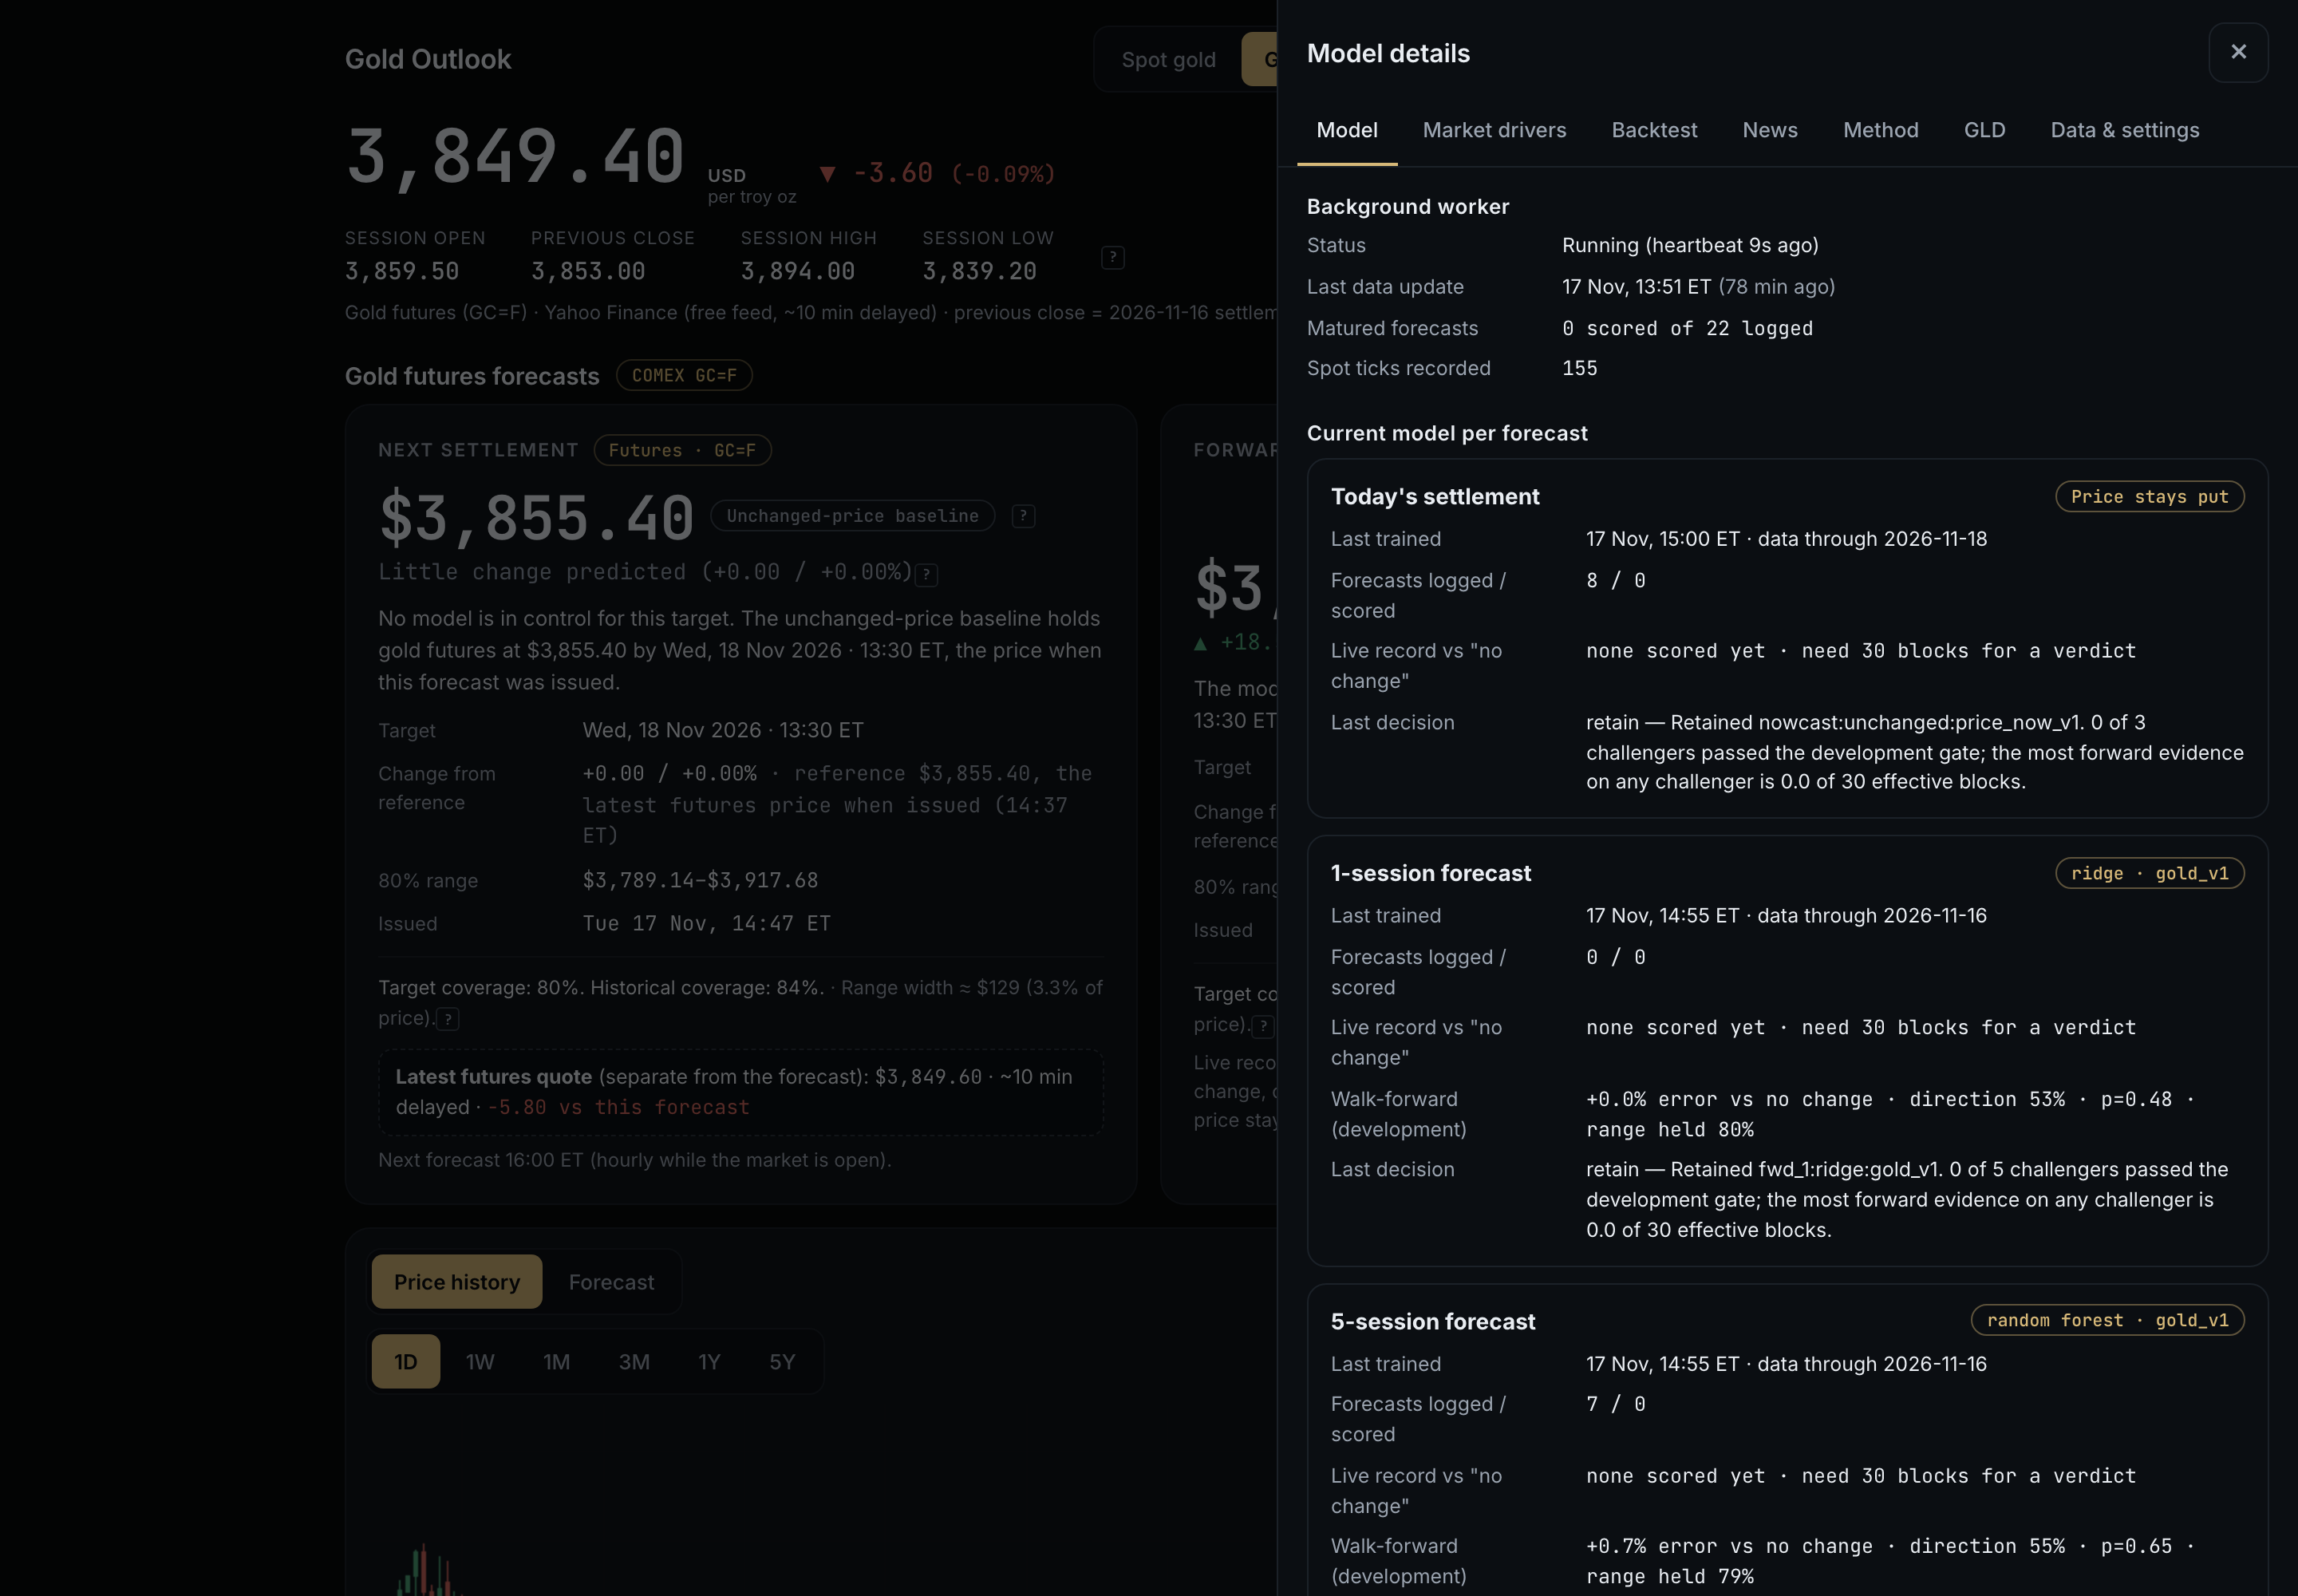 Gold Outlook
Spot gold
G
3,849.40 USD per troy oz ▼ -3.60 (-0.09%)
SESSION OPEN PREVIOUS CLOSE SESSION HIGH SESSION LOW
3,859.50 3,853.00 3,894.00 3,839.20 ?
Gold futures (GC=F) · Yahoo Finance (free feed, ~10 min delayed) · previous close = 2026-11-16 settlem
Gold futures forecasts COMEX GC=F
NEXT SETTLEMENT Futures · GC=F
$3,855.40 Unchanged-price baseline ?
Little change predicted (+0.00 / +0.00%) ?
No model is in control for this target. The unchanged-price baseline holds
gold futures at $3,855.40 by Wed, 18 Nov 2026 · 13:30 ET, the price when
this forecast was issued.
Target Wed, 18 Nov 2026 · 13:30 ET
Change from reference +0.00 / +0.00% · reference $3,855.40, the
latest futures price when issued (14:37
ET)
80% range $3,789.14–$3,917.68
Issued Tue 17 Nov, 14:47 ET
Target coverage: 80%. Historical coverage: 84%. · Range width ≈ $129 (3.3% of
price). ?
Latest futures quote (separate from the forecast): $3,849.60 · ~10 min
delayed · -5.80 vs this forecast
Next forecast 16:00 ET (hourly while the market is open).
FORWAR
$3,
▲ +18.
The mod
13:30 ET
Target
Change f
reference
80% rang
Issued
Target co
price). ?
Live reco
change, c
price stay
Price history Forecast
1D 1W 1M 3M 1Y 5Y
Model details ✕
Model Market drivers Backtest News Method GLD Data & settings
Background worker
Status Running (heartbeat 9s ago)
Last data update 17 Nov, 13:51 ET (78 min ago)
Matured forecasts 0 scored of 22 logged
Spot ticks recorded 155
Current model per forecast
Today's settlement Price stays put
Last trained 17 Nov, 15:00 ET · data through 2026-11-18
Forecasts logged / scored 8 / 0
Live record vs "no change" none scored yet · need 30 blocks for a verdict
Last decision retain — Retained nowcast:unchanged:price_now_v1. 0 of 3
challengers passed the development gate; the most forward evidence
on any challenger is 0.0 of 30 effective blocks.
1-session forecast ridge · gold_v1
Last trained 17 Nov, 14:55 ET · data through 2026-11-16
Forecasts logged / scored 0 / 0
Live record vs "no change" none scored yet · need 30 blocks for a verdict
Walk-forward (development) +0.0% error vs no change · direction 53% · p=0.48 ·
range held 80%
Last decision retain — Retained fwd_1:ridge:gold_v1. 0 of 5 challengers passed the
development gate; the most forward evidence on any challenger is
0.0 of 30 effective blocks.
5-session forecast random forest · gold_v1
Last trained 17 Nov, 14:55 ET · data through 2026-11-16
Forecasts logged / scored 7 / 0
Live record vs "no change" none scored yet · need 30 blocks for a verdict
Walk-forward (development) +0.7% error vs no change · direction 55% · p=0.65 ·
range held 79%